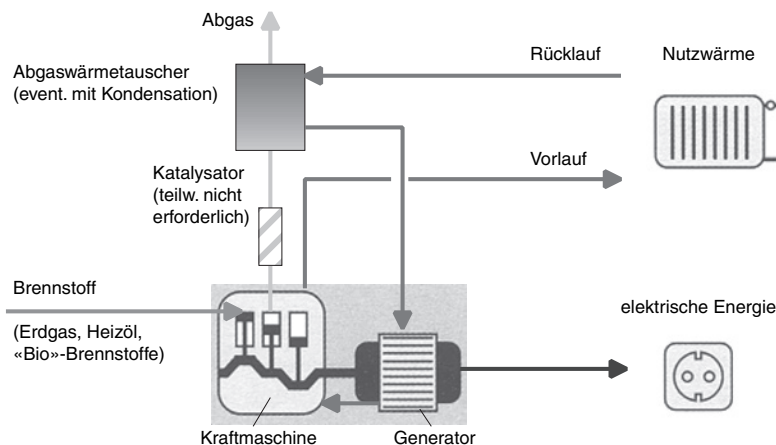 Abgas
Rücklauf
Nutzwärme
Abgaswärmetauscher
(event. mit Kondensation)
Vorlauf
Katalysator
(teilw. nicht
erforderlich)
Brennstoff
(Erdgas, Heizöl,
«Bio»-Brennstoffe)
elektrische Energie
Kraftmaschine
Generator